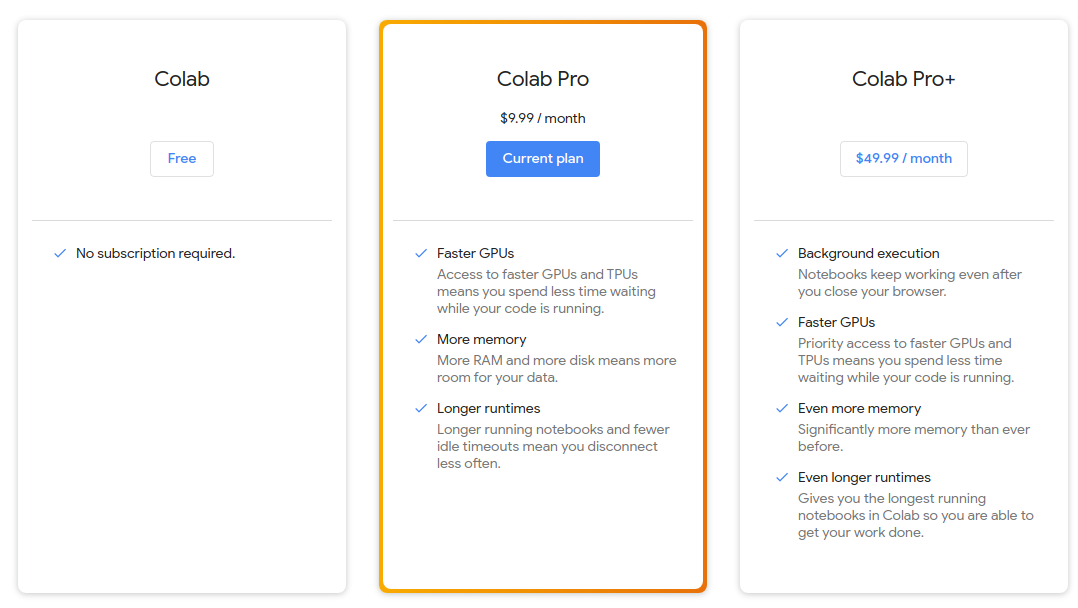 Colab
Free
No subscription required.
Colab Pro
$9.99 / month
Current plan
Faster GPUs
Access to faster GPUs and TPUs
means you spend less time waiting
while your code is running.
More memory
More RAM and more disk means more
room for your data.
Longer runtimes
Longer running notebooks and fewer
idle timeouts mean you disconnect
less often.
Colab Pro+
$49.99 / month
Background execution
Notebooks keep working even after
you close your browser.
Faster GPUs
Priority access to faster GPUs and
TPUs means you spend less time
waiting while your code is running.
Even more memory
Significantly more memory than ever
before.
Even longer runtimes
Gives you the longest running
notebooks in Colab so you are able to
get your work done.